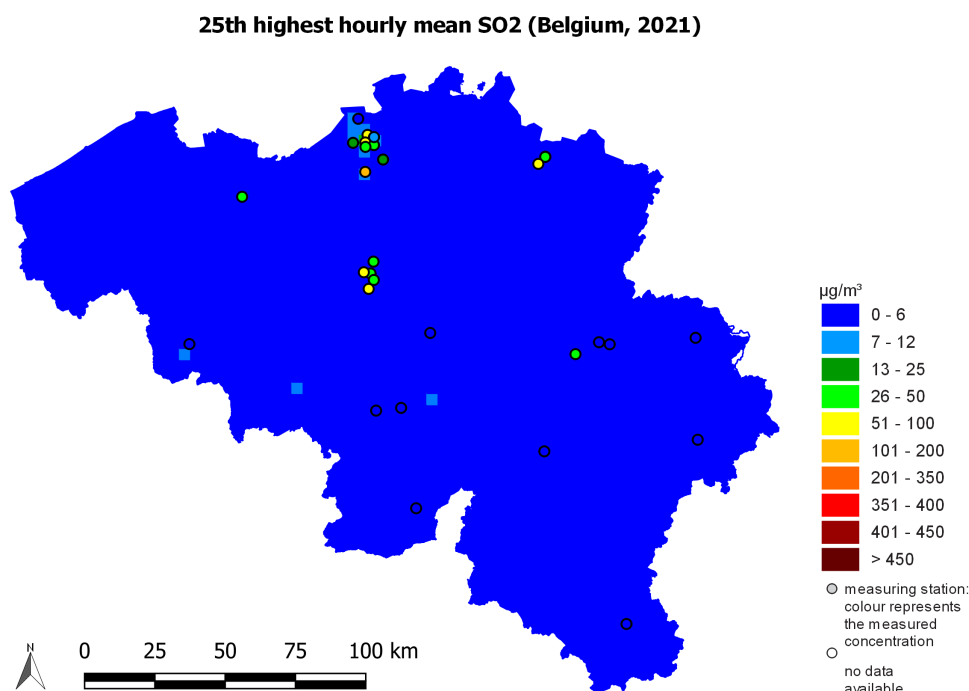 25th highest hourly mean SO2 (Belgium, 2021)
µg/m³
0 - 6
7 - 12
13 - 25
26 - 50
51 - 100
101 - 200
201 - 350
351 - 400
401 - 450
> 450
measuring station:
colour represents
the measured
concentration
no data
available
N
0 25 50 75 100 km